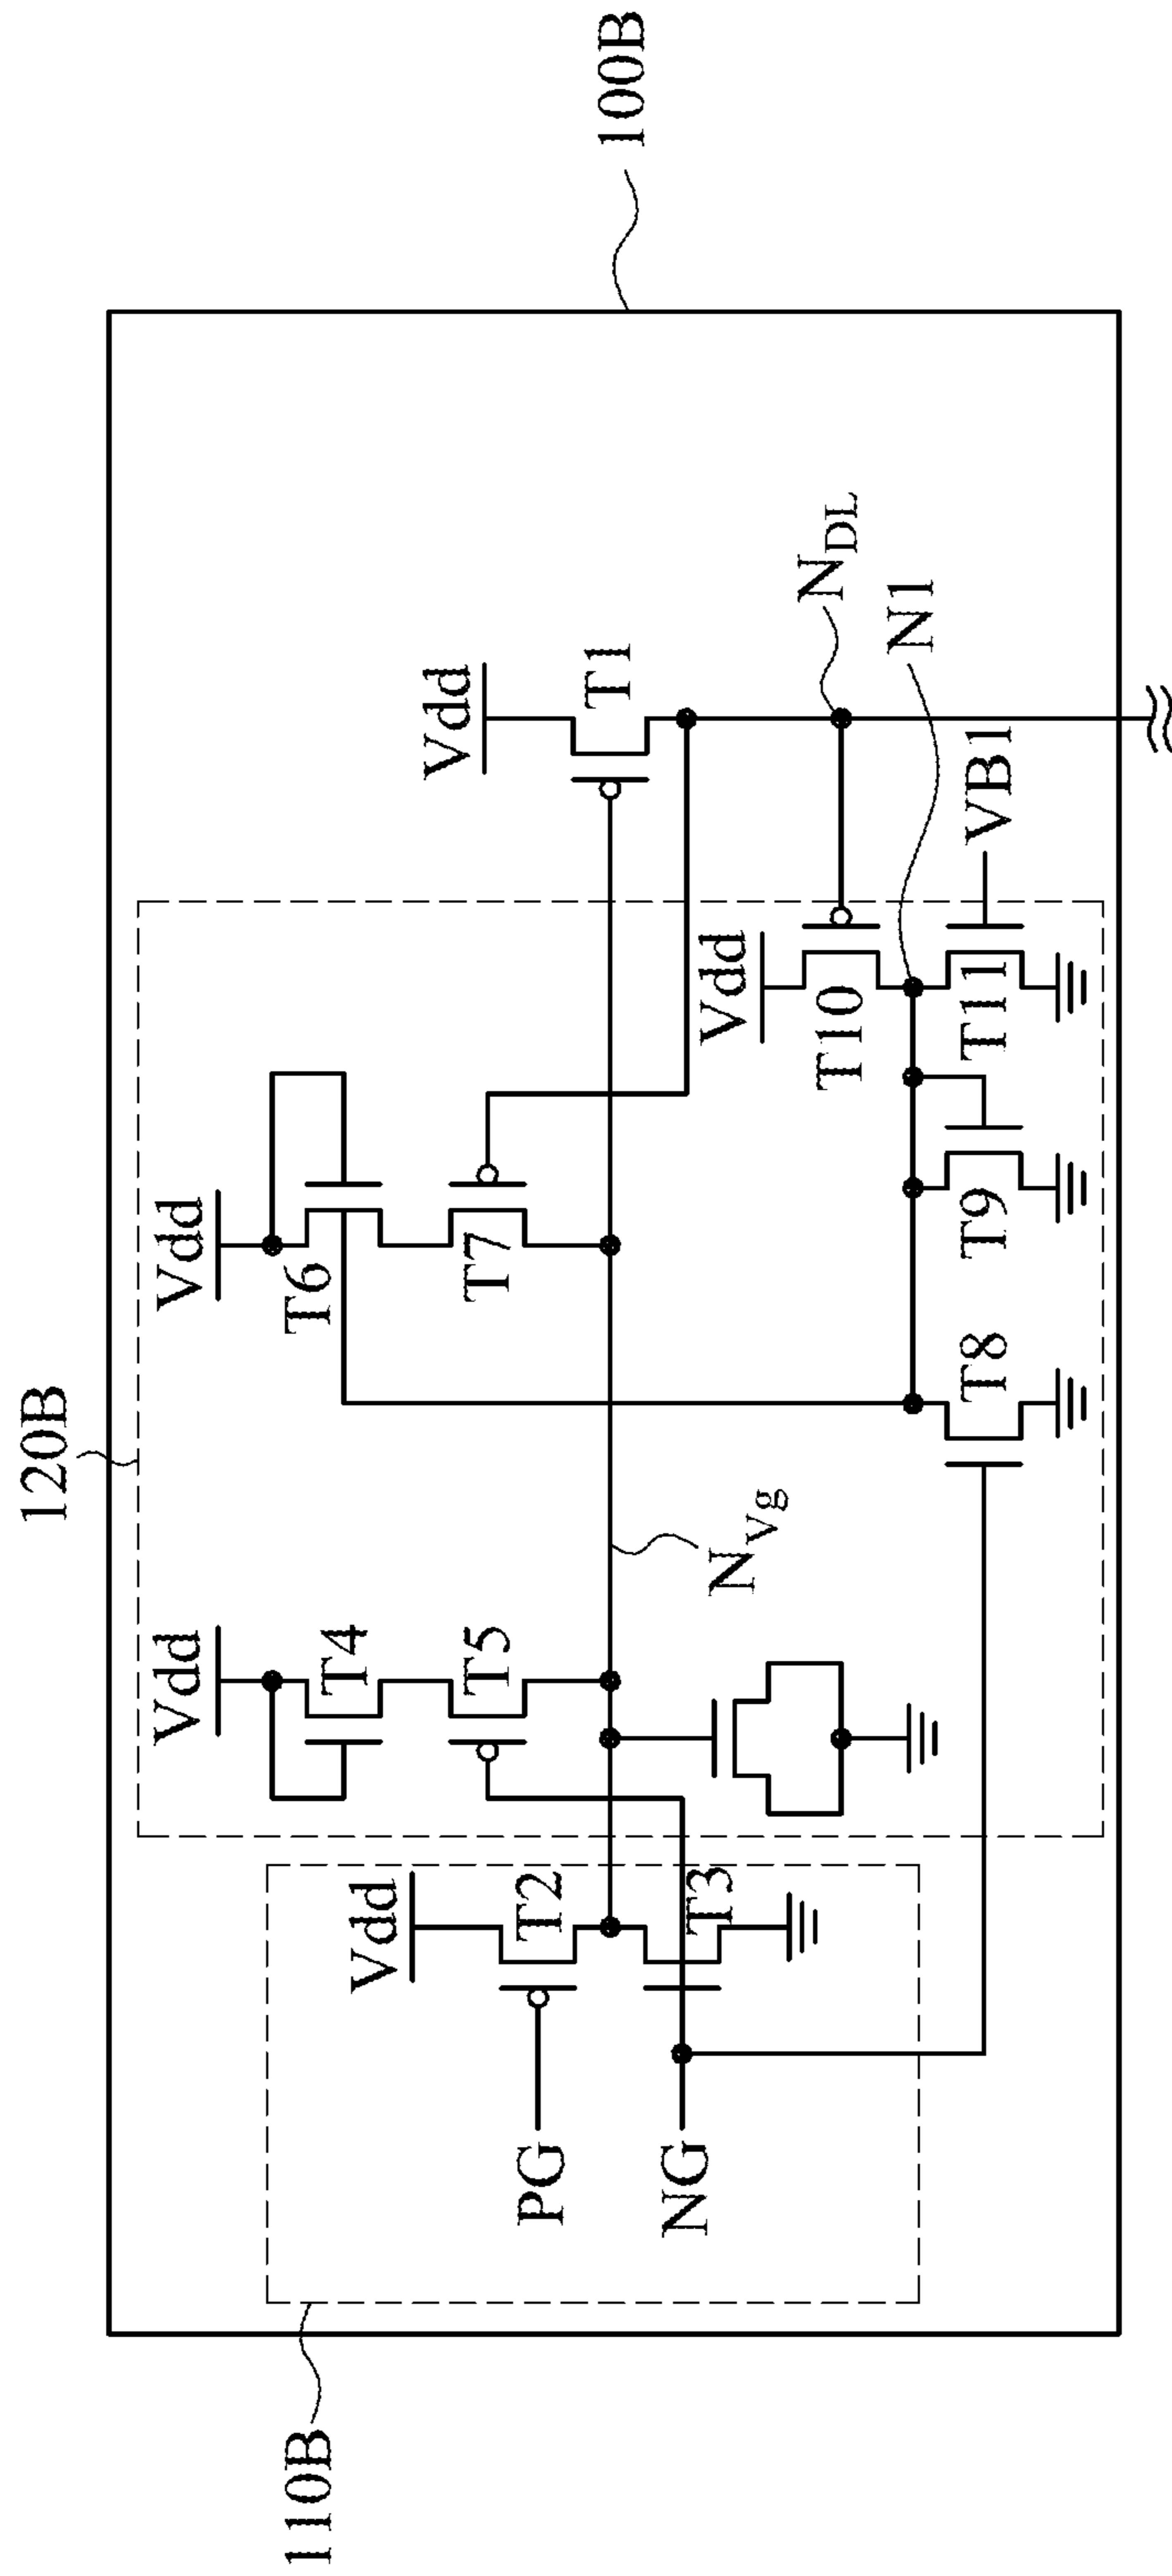 120B
100B
110B
Vdd
Vdd
T4
T6
T5
T7
Vdd
Vdd
T2
T1
PG
N_Vg
NG
T3
Vdd
N_DL
T10
N1
T8
T9
T11
VB1